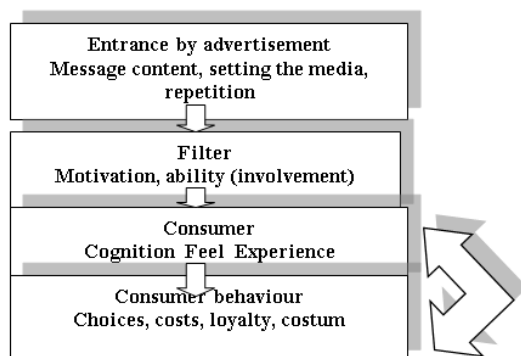 Entrance by advertisement
Message content, setting the media,
repetition
Filter
Motivation, ability (involvement)
Consumer
Cognition Feel Experience
Consumer behaviour
Choices, costs, loyalty, costum